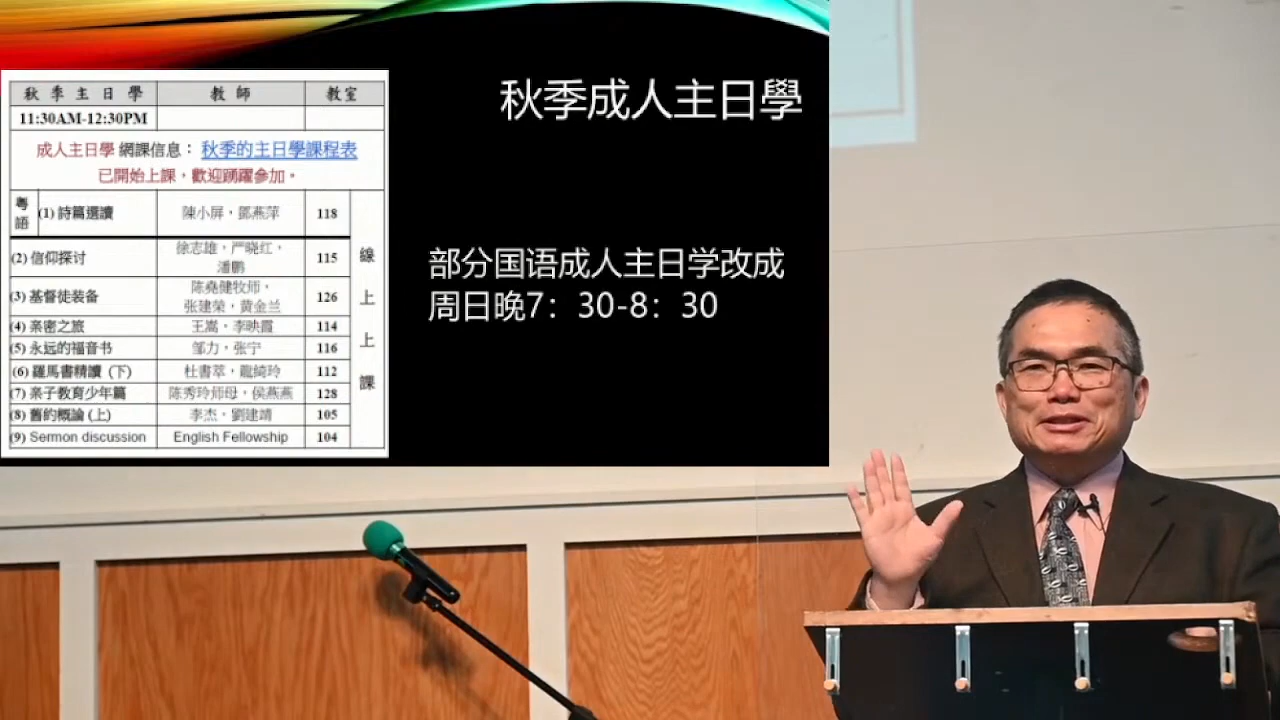 秋季成人主日學
秋季主日學 教師 教室
11:30AM-12:30PM
成人主日學 網課信息： 秋季的主日學課程表
已開始上課，歡迎踴躍參加。
粤語 (1) 詩篇選讀 陳小屏，鄧燕萍 118
(2) 信仰探讨 徐志雄，严晓红，潘鹏 115
(3) 基督徒装备 陈堯健牧师，张建荣，黄金兰 126
(4) 亲密之旅 王嵩，李映霞 114
(5) 永远的福音书 邹力，张宁 116
(6) 羅馬書精讀（下） 杜書萃，龍綺玲 112
(7) 亲子教育少年篇 陈秀玲师母，侯燕燕 128
(8) 舊約概論 (上) 李杰，劉建靖 105
(9) Sermon discussion English Fellowship 104
線上上課
部分国语成人主日学改成
周日晚7：30-8：30